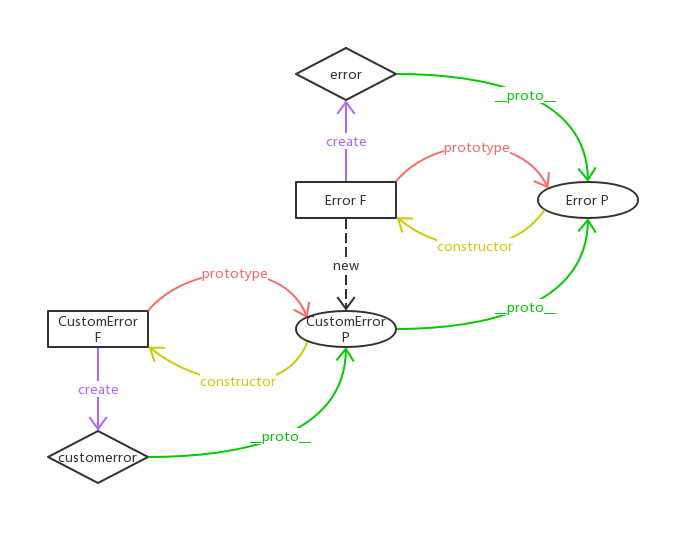 error
__proto__
create
prototype
Error F
Error P
constructor
new
prototype
__proto__
CustomError
F
CustomError
P
constructor
create
__proto__
customerror